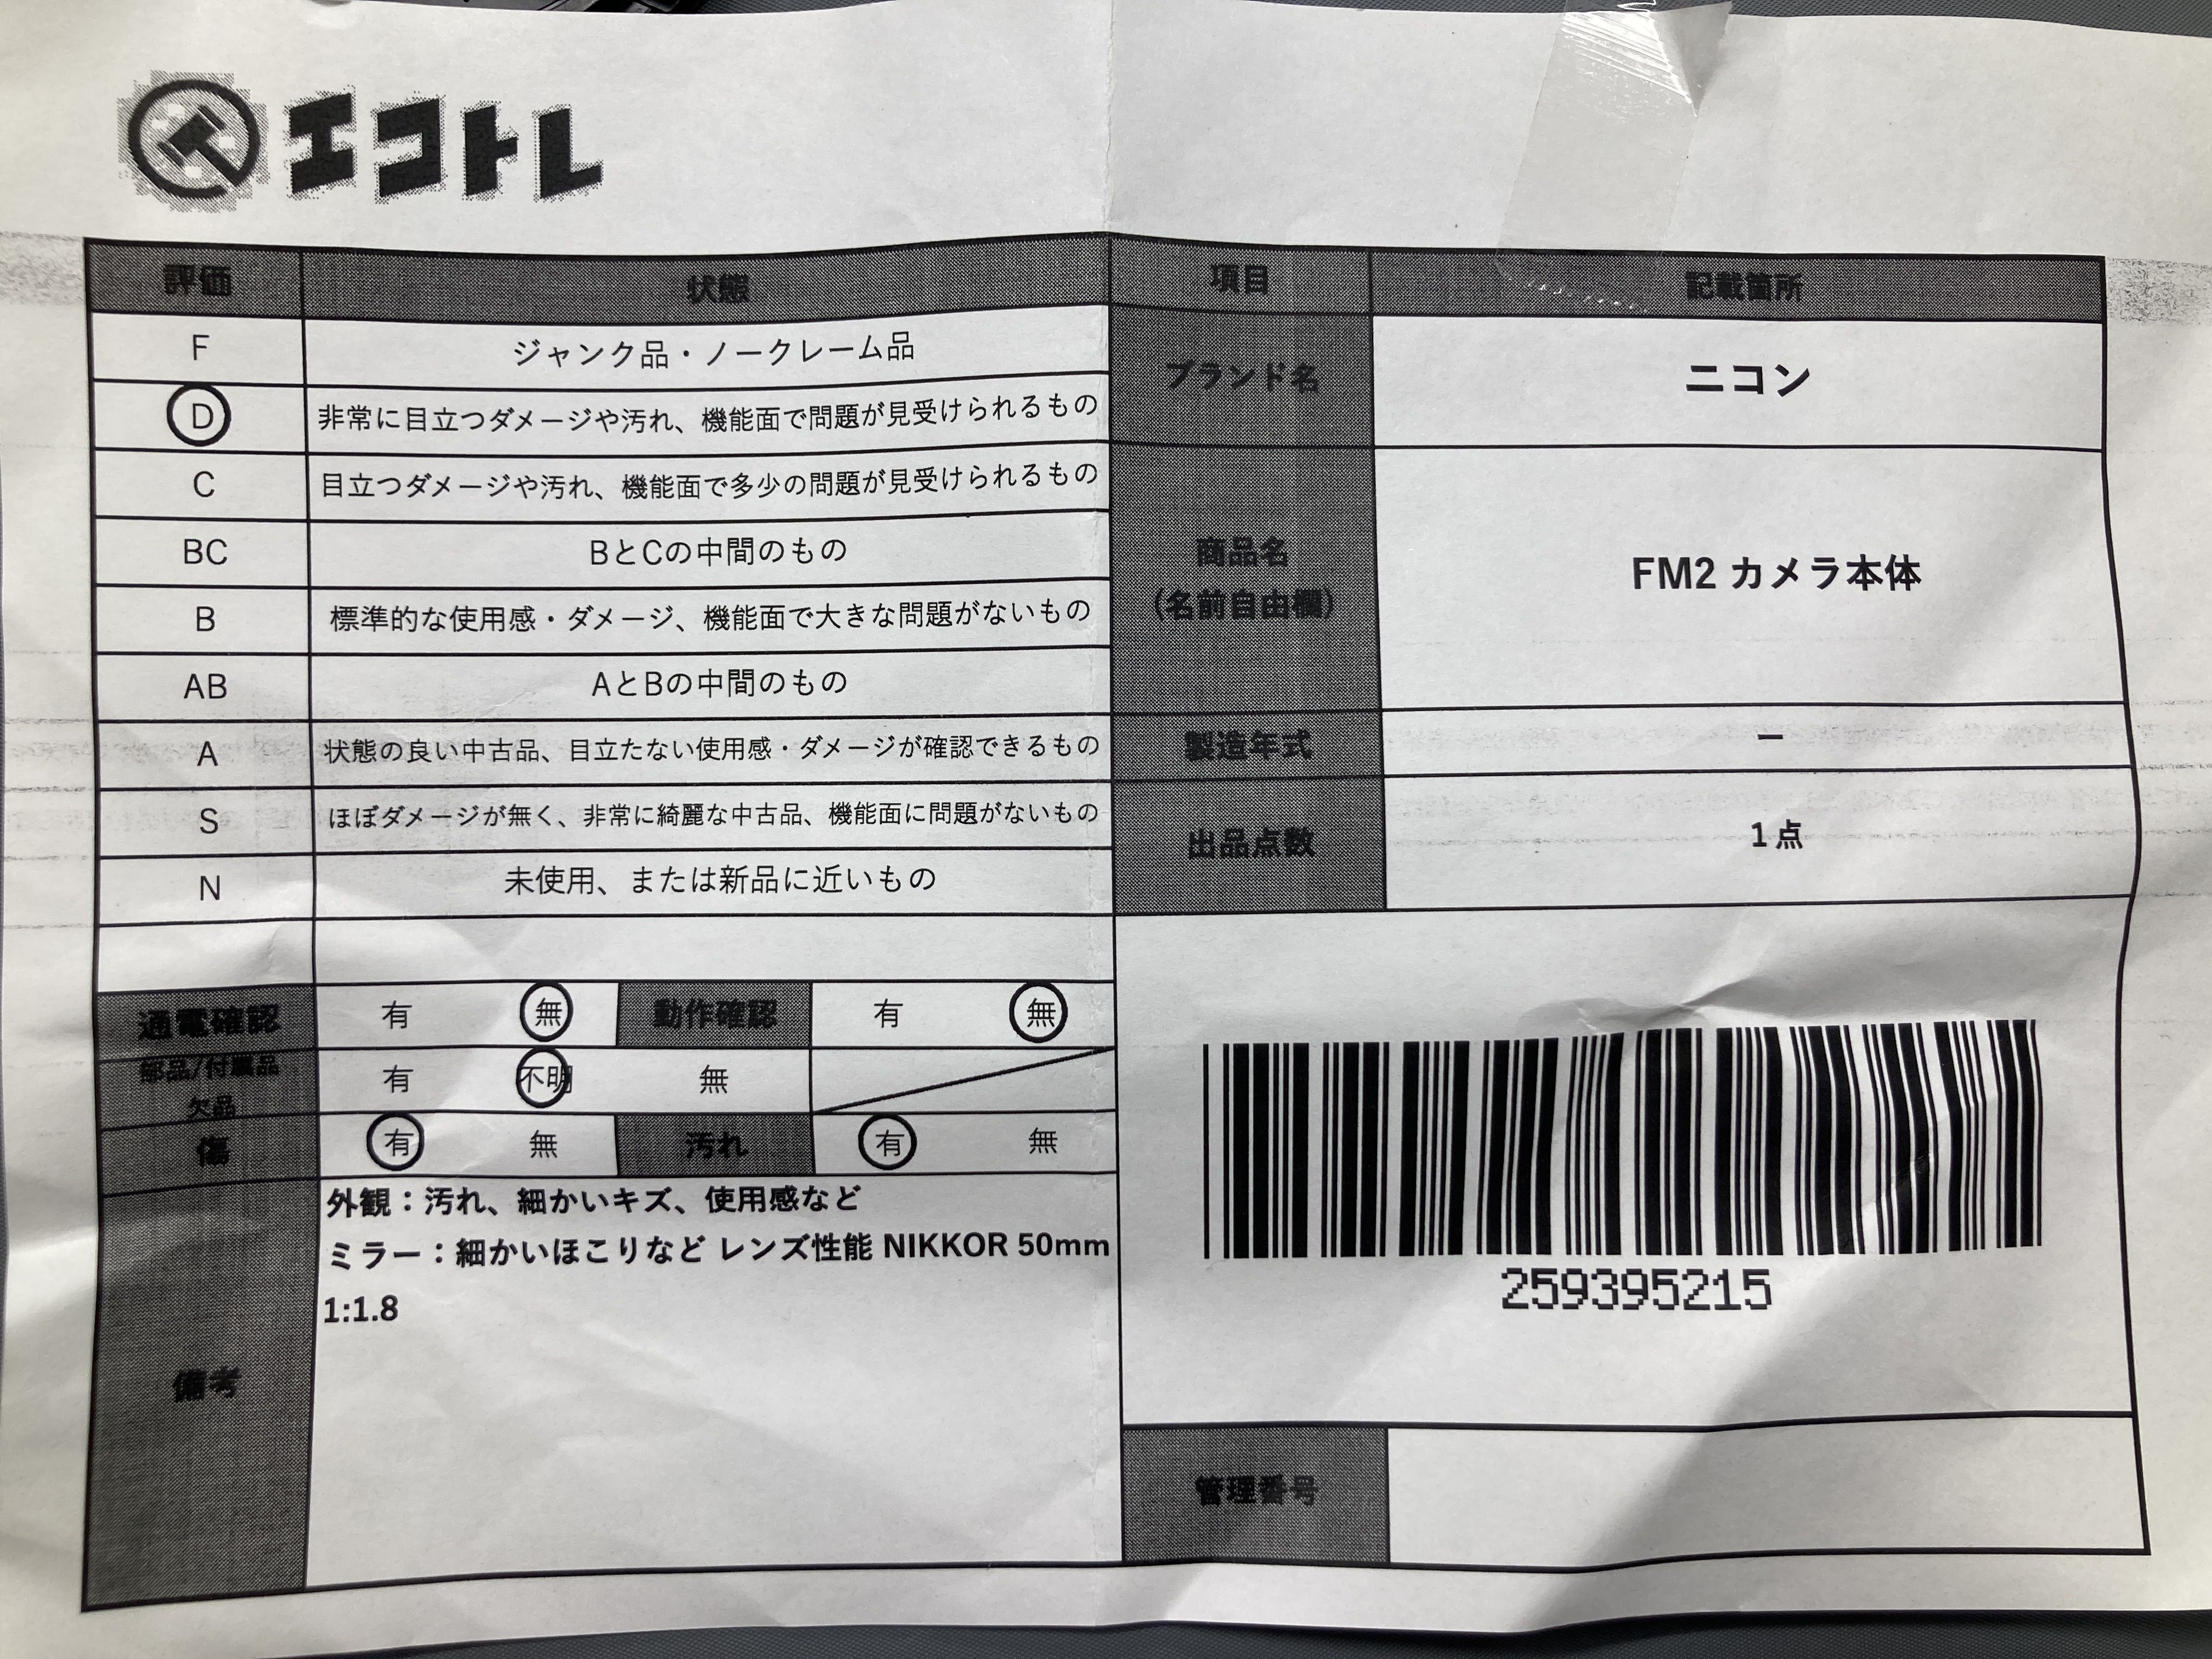 エコトレ
評価 状態 項目 記載箇所
F ジャンク品・ノークレーム品
D 非常に目立つダメージや汚れ、機能面で問題が見受けられるもの
C 目立つダメージや汚れ、機能面で多少の問題が見受けられるもの
BC BとCの中間のもの
B 標準的な使用感・ダメージ、機能面で大きな問題がないもの
AB AとBの中間のもの
A 状態の良い中古品、目立たない使用感・ダメージが確認できるもの
S ほぼダメージが無く、非常に綺麗な中古品、機能面に問題がないもの
N 未使用、または新品に近いもの
通電確認 有 無 動作確認 有 無
部品/付属品
欠品 有 不明 無
傷 有 無 汚れ 有 無
備考
外観：汚れ、細かいキズ、使用感など
ミラー：細かいほこりなど レンズ性能 NIKKOR 50mm
1:1.8
ブランド名 ニコン
商品名
（名前自由欄） FM2 カメラ本体
製造年式 ー
出品点数 1点
259395215
管理番号